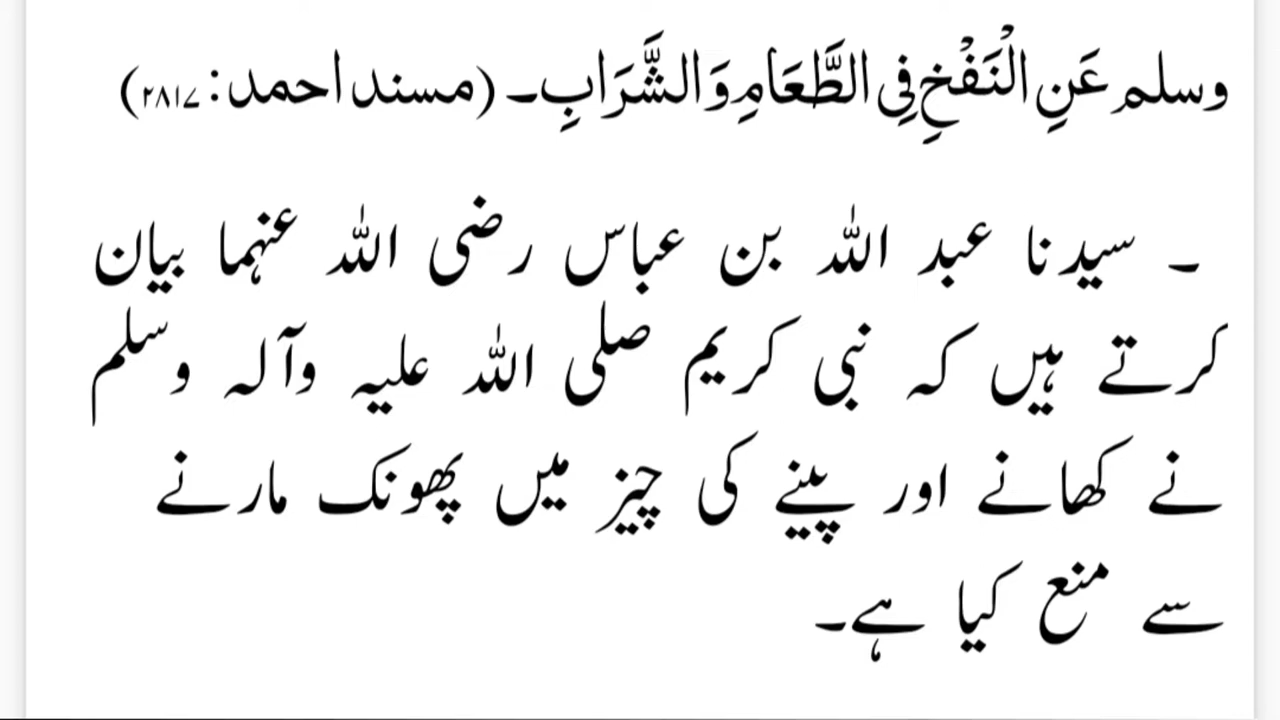 وسلم عَنِ الْنَفْخِ فِی الطَّعَامِ وَالشَّرَابِ۔ (مسند احمد: ۲۸۱۷)
۔ سیدنا عبد اللہ بن عباس رضی اللہ عنہما بیان
کرتے ہیں کہ نبی کریم صلی اللہ علیہ وآلہ وسلم
نے کھانے اور پینے کی چیز میں پھونک مارنے
سے منع کیا ہے۔